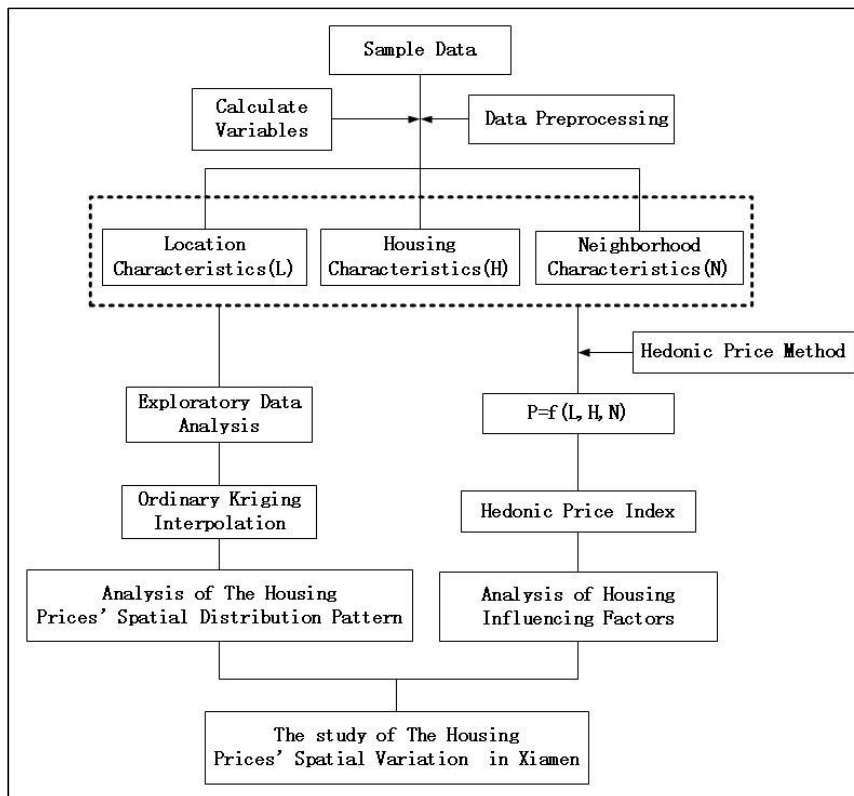 Sample Data
Calculate
Variables
Data Preprocessing
Location
Characteristics(L)
Housing
Characteristics(H)
Neighborhood
Characteristics(N)
Hedonic Price Method
Exploratory Data
Analysis
P=f(L,H,N)
Ordinary Kriging
Interpolation
Hedonic Price Index
Analysis of The Housing
Prices' Spatial Distribution Pattern
Analysis of Housing
Influencing Factors
The study of The Housing
Prices' Spatial Variation in Xiamen